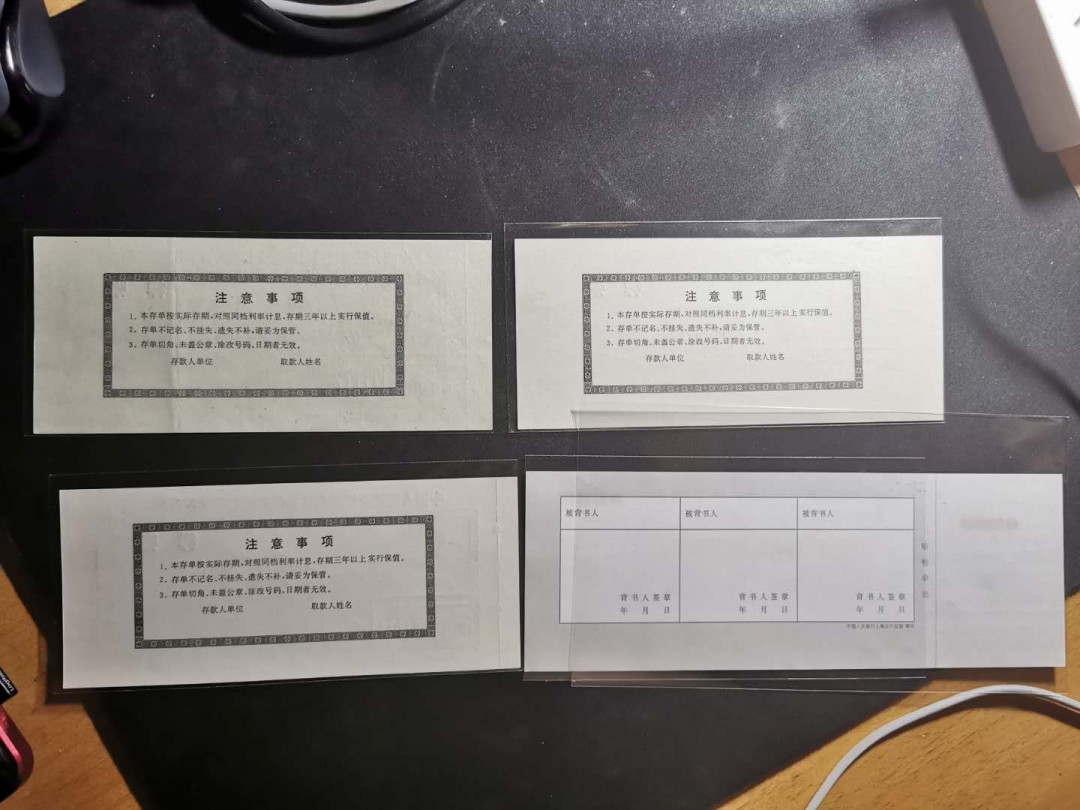 注意事项
1、本存单按实际存期，对照同档利率计息，存期三年以上实行保值。
2、存单不记名、不挂失、遗失不补，请妥为保管。
3、存单切角、未盖公章、涂改号码、日期者无效。
存款人单位 取款人姓名
注意事项
1、本存单按实际存期，对照同档利率计息，存期三年以上实行保值。
2、存单不记名、不挂失、遗失不补，请妥为保管。
3、存单切角、未盖公章、涂改号码、日期者无效。
存款人单位 取款人姓名
注意事项
1、本存单按实际存期，对照同档利率计息，存期三年以上实行保值。
2、存单不记名、不挂失、遗失不补，请妥为保管。
3、存单切角、未盖公章、涂改号码、日期者无效。
存款人单位 取款人姓名
被背书人 被背书人 被背书人
背书人签章 背书人签章 背书人签章
年 月 日 年 月 日 年 月 日